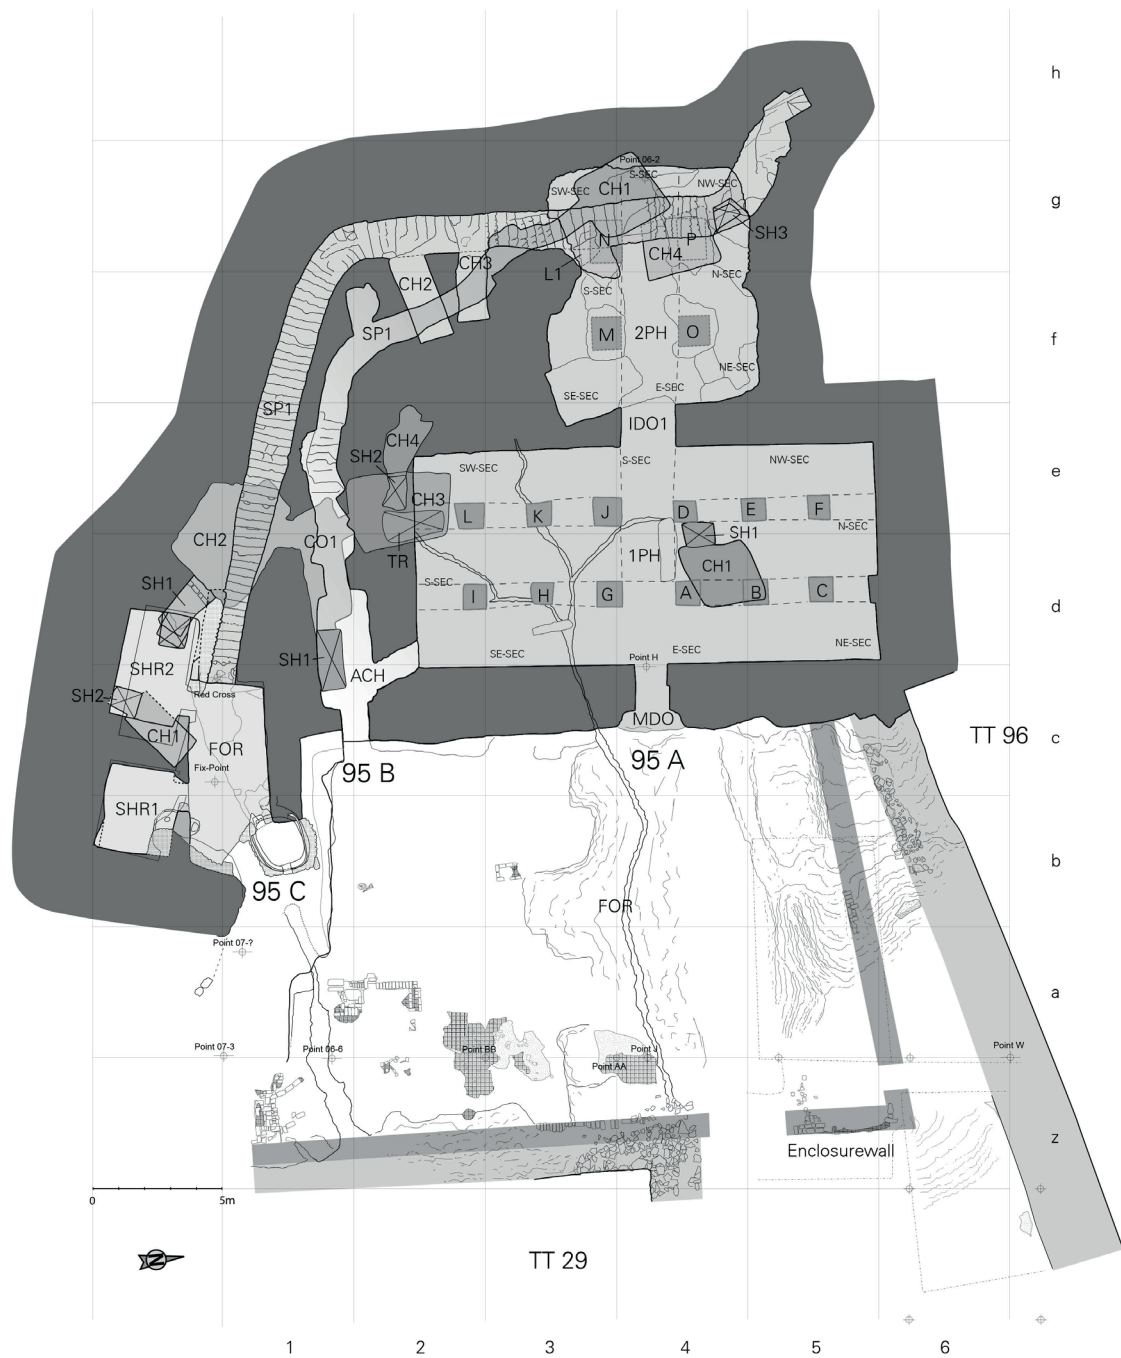 h
Point 06-2
S-SEC
SW-SEC
CH1
NW-SEC
g
N
P
SH3
CH4
CH3
L1
N-SEC
CH2
S-SEC
SP1
M
2PH
O
f
NE-SEC
E-SEC
SE-SEC
SP1
IDO1
CH4
SH2
SW-SEC
S-SEC
NW-SEC
e
CH3
L
K
J
D
E
F
N-SEC
CH2
CO1
SH1
TR
1PH
CH1
SH1
S-SEC
I
H
G
A
B
C
d
SE-SEC
E-SEC
NE-SEC
SH1
Point H
SHR2
ACH
SH2
Red Cross
MDO
CH1
FOR
TT 96
c
95 B
95 A
Fix-Point
SHR1
b
95 C
FOR
Point 07-?
a
Point 07-3
Point 06-6
Point BB
Point J
Point W
Point AA
z
Enclosurewall
0 5m
N
TT 29
1 2 3 4 5 6